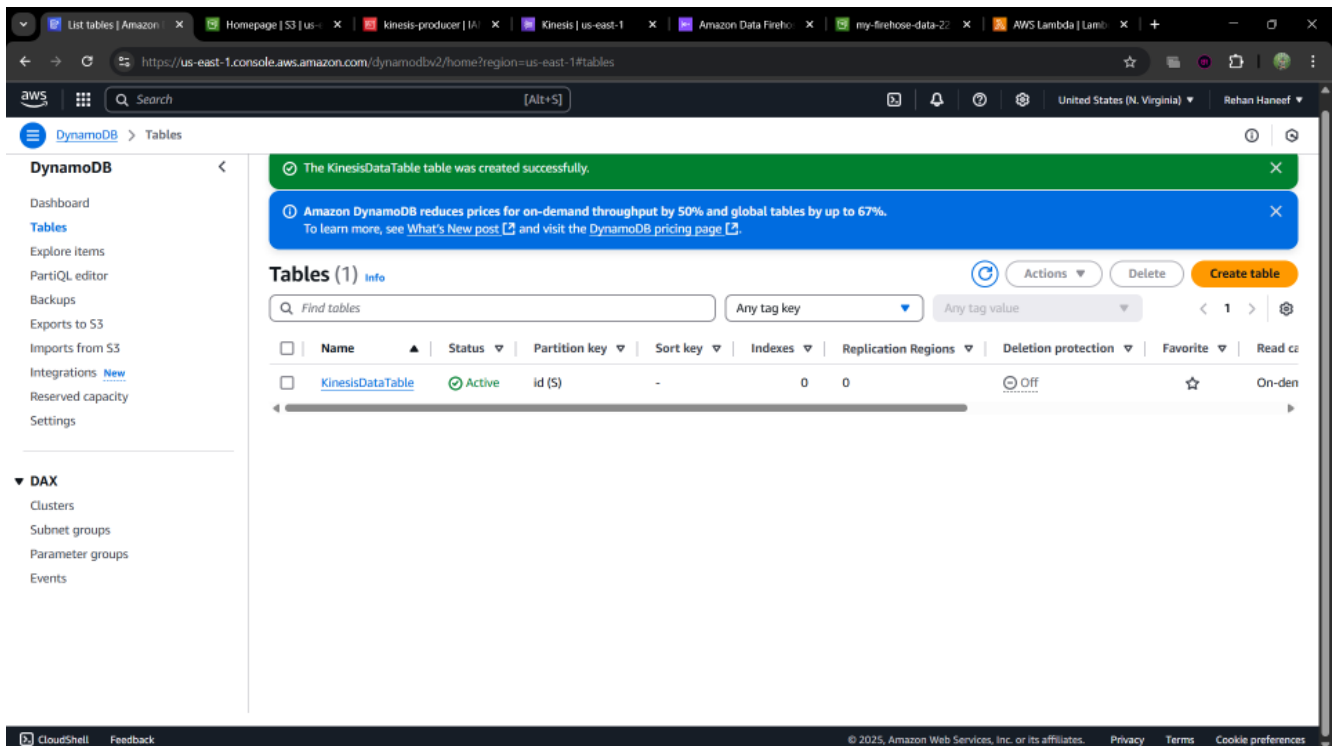 List tables | Amazon
Homepage | S3 | us-
kinesis-producer | IA
Kinesis | us-east-1
Amazon Data Fireho
my-firehose-data-22
AWS Lambda | Lamb
https://us-east-1.console.aws.amazon.com/dynamodbv2/home?region=us-east-1#tables
aws
Search
[Alt+S]
United States (N. Virginia)
Rehan Haneef
DynamoDB > Tables
DynamoDB
Dashboard
Tables
Explore items
PartiQL editor
Backups
Exports to S3
Imports from S3
Integrations New
Reserved capacity
Settings
DAX
Clusters
Subnet groups
Parameter groups
Events
The KinesisDataTable table was created successfully.
Amazon DynamoDB reduces prices for on-demand throughput by 50% and global tables by up to 67%.
To learn more, see What's New post and visit the DynamoDB pricing page.
Tables (1) Info
Actions
Delete
Create table
Find tables
Any tag key
Any tag value
1
Name Status Partition key Sort key Indexes Replication Regions Deletion protection Favorite Read ca
KinesisDataTable Active id (S) - 0 0 Off On-den
CloudShell Feedback
© 2025, Amazon Web Services, Inc. or its affiliates. Privacy Terms Cookie preferences